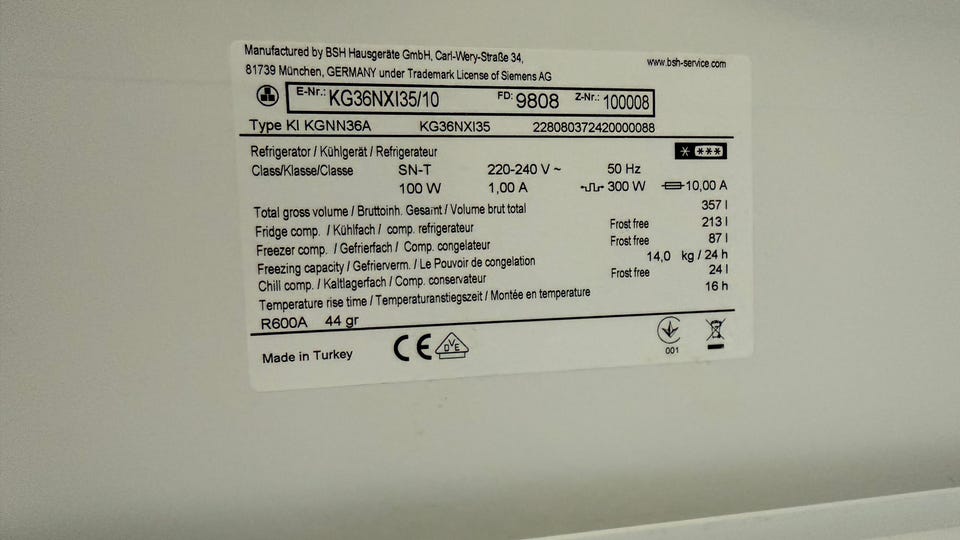 Manufactured by BSH Hausgeräte GmbH, Carl-Wery-Straße 34, www.bsh-service.com
81739 München, GERMANY under Trademark License of Siemens AG
E-Nr.: KG36NXI35/10 FD: 9808 Z-Nr.: 100008
Type KI KGNN36A KG36NXI35 228080372420000088
Refrigerator / Kühlgerät / Refrigerateur * ***
Class/Klasse/Classe SN-T 220-240 V ~ 50 Hz
100 W 1,00 A 300 W 10,00 A
Total gross volume / Bruttoinh. Gesamt / Volume brut total 357 l
Fridge comp. / Kühlfach / comp. refrigerateur Frost free 213 l
Freezer comp. / Gefrierfach / Comp. congelateur Frost free 87 l
Freezing capacity / Gefrierverm. / Le Pouvoir de congelation 14,0 kg / 24 h
Chill comp. / Kaltlagerfach / Comp. conservateur Frost free 24 l
Temperature rise time / Temperaturanstiegszeit / Montée en temperature 16 h
R600A 44 gr
Made in Turkey CE DVE 001